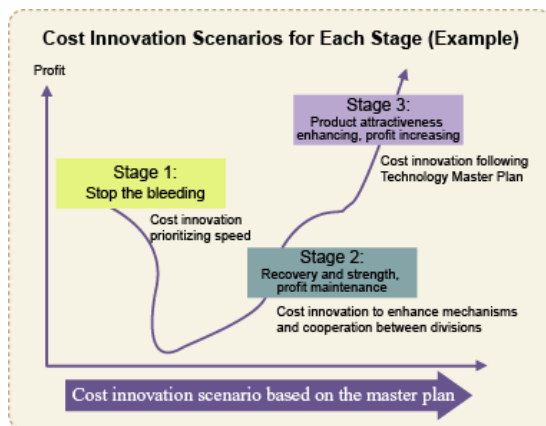 Cost Innovation Scenarios for Each Stage (Example)
Profit
Stage 3:
Product attractiveness
enhancing, profit increasing
Cost innovation following
Technology Master Plan
Stage 1:
Stop the bleeding
Cost innovation
prioritizing speed
Stage 2:
Recovery and strength,
profit maintenance
Cost innovation to enhance mechanisms
and cooperation between divisions
Cost innovation scenario based on the master plan